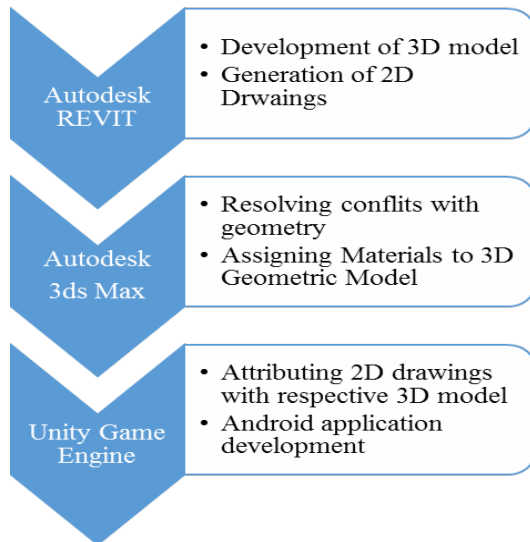 Autodesk
REVIT
• Development of 3D model
• Generation of 2D
Drwaings
Autodesk
3ds Max
• Resolving conflits with
geometry
• Assigning Materials to 3D
Geometric Model
Unity Game
Engine
• Attributing 2D drawings
with respective 3D model
• Android application
development